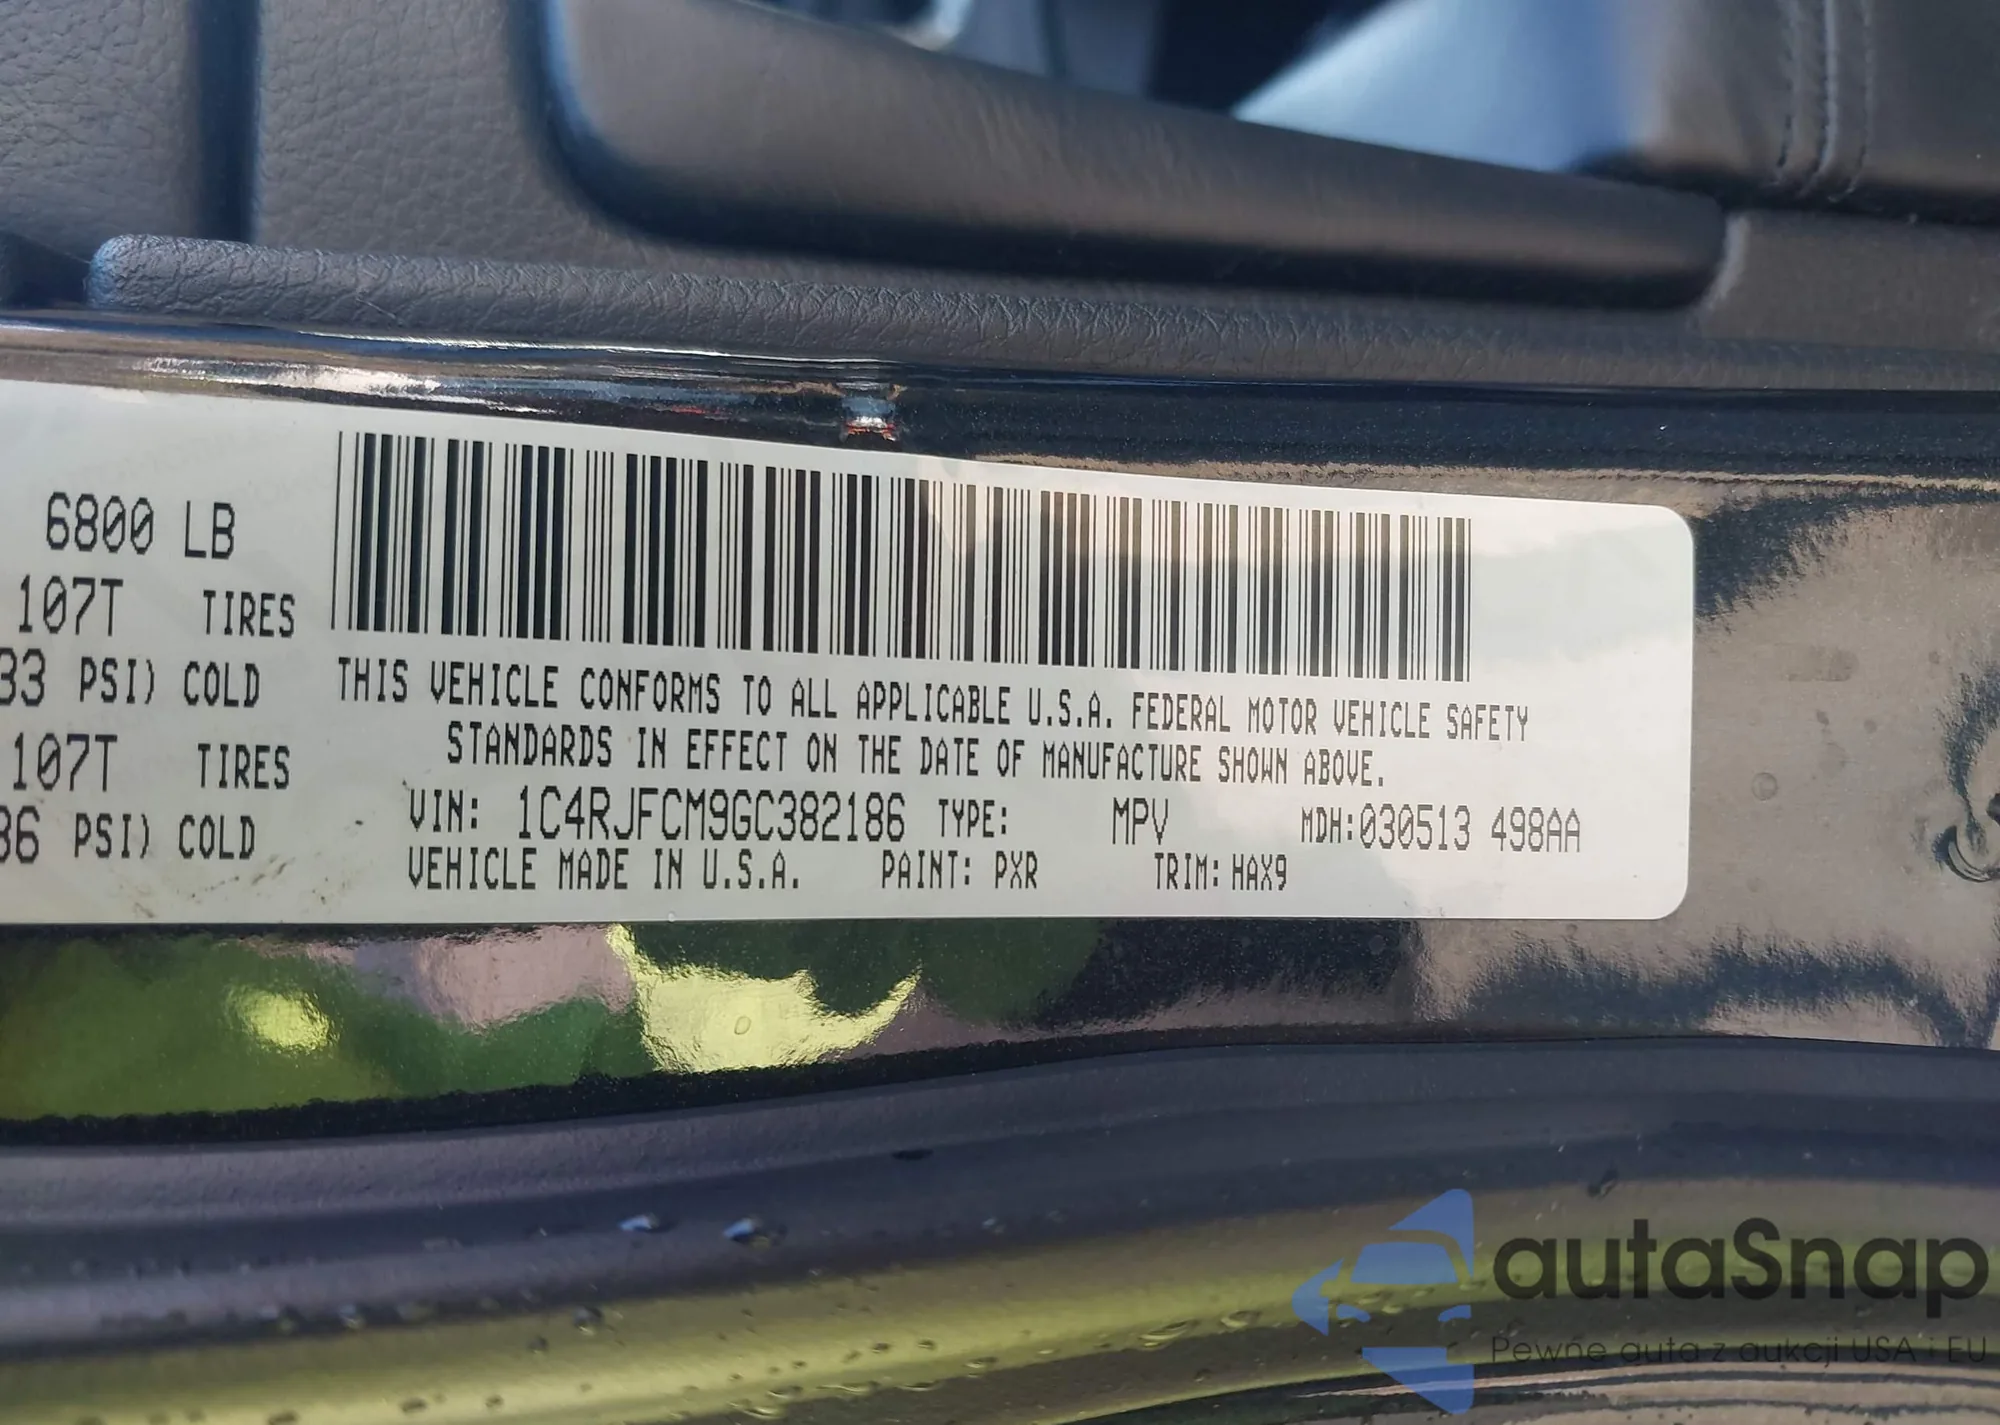 6800 LB
107T TIRES
33 PSI) COLD
107T TIRES
36 PSI) COLD
THIS VEHICLE CONFORMS TO ALL APPLICABLE U.S.A. FEDERAL MOTOR VEHICLE SAFETY
STANDARDS IN EFFECT ON THE DATE OF MANUFACTURE SHOWN ABOVE.
VIN: 1C4RJFCM9GC382186 TYPE: MPV MDH:030513 498AA
VEHICLE MADE IN U.S.A. PAINT: PXR TRIM: HAX9
autaSnap
Pewne auta z aukcji USA i EU